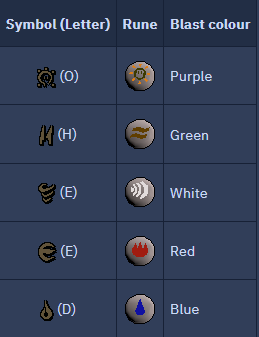 Symbol (Letter) Rune Blast colour
(O) Purple
(H) Green
(E) White
(E) Red
(D) Blue